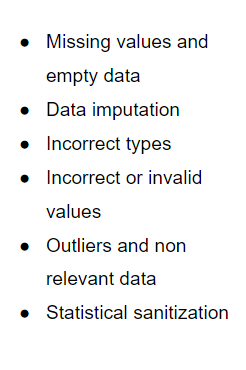 ● Missing values and
empty data
● Data imputation
● Incorrect types
● Incorrect or invalid
values
● Outliers and non
relevant data
● Statistical sanitization